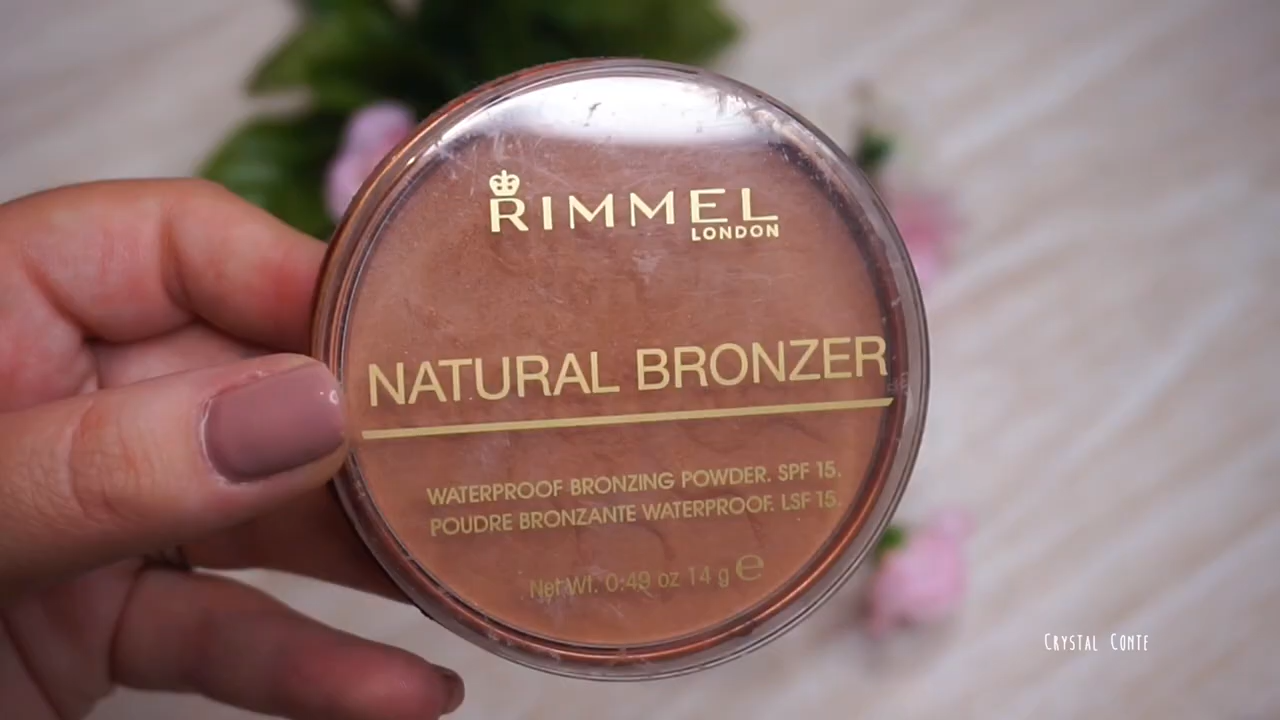 RIMMEL
LONDON
NATURAL BRONZER
WATERPROOF BRONZING POWDER. SPF 15.
POUDRE BRONZANTE WATERPROOF. LSF 15.
Net Wt. 0.49 oz 14 g e
CRYSTAL CONTE